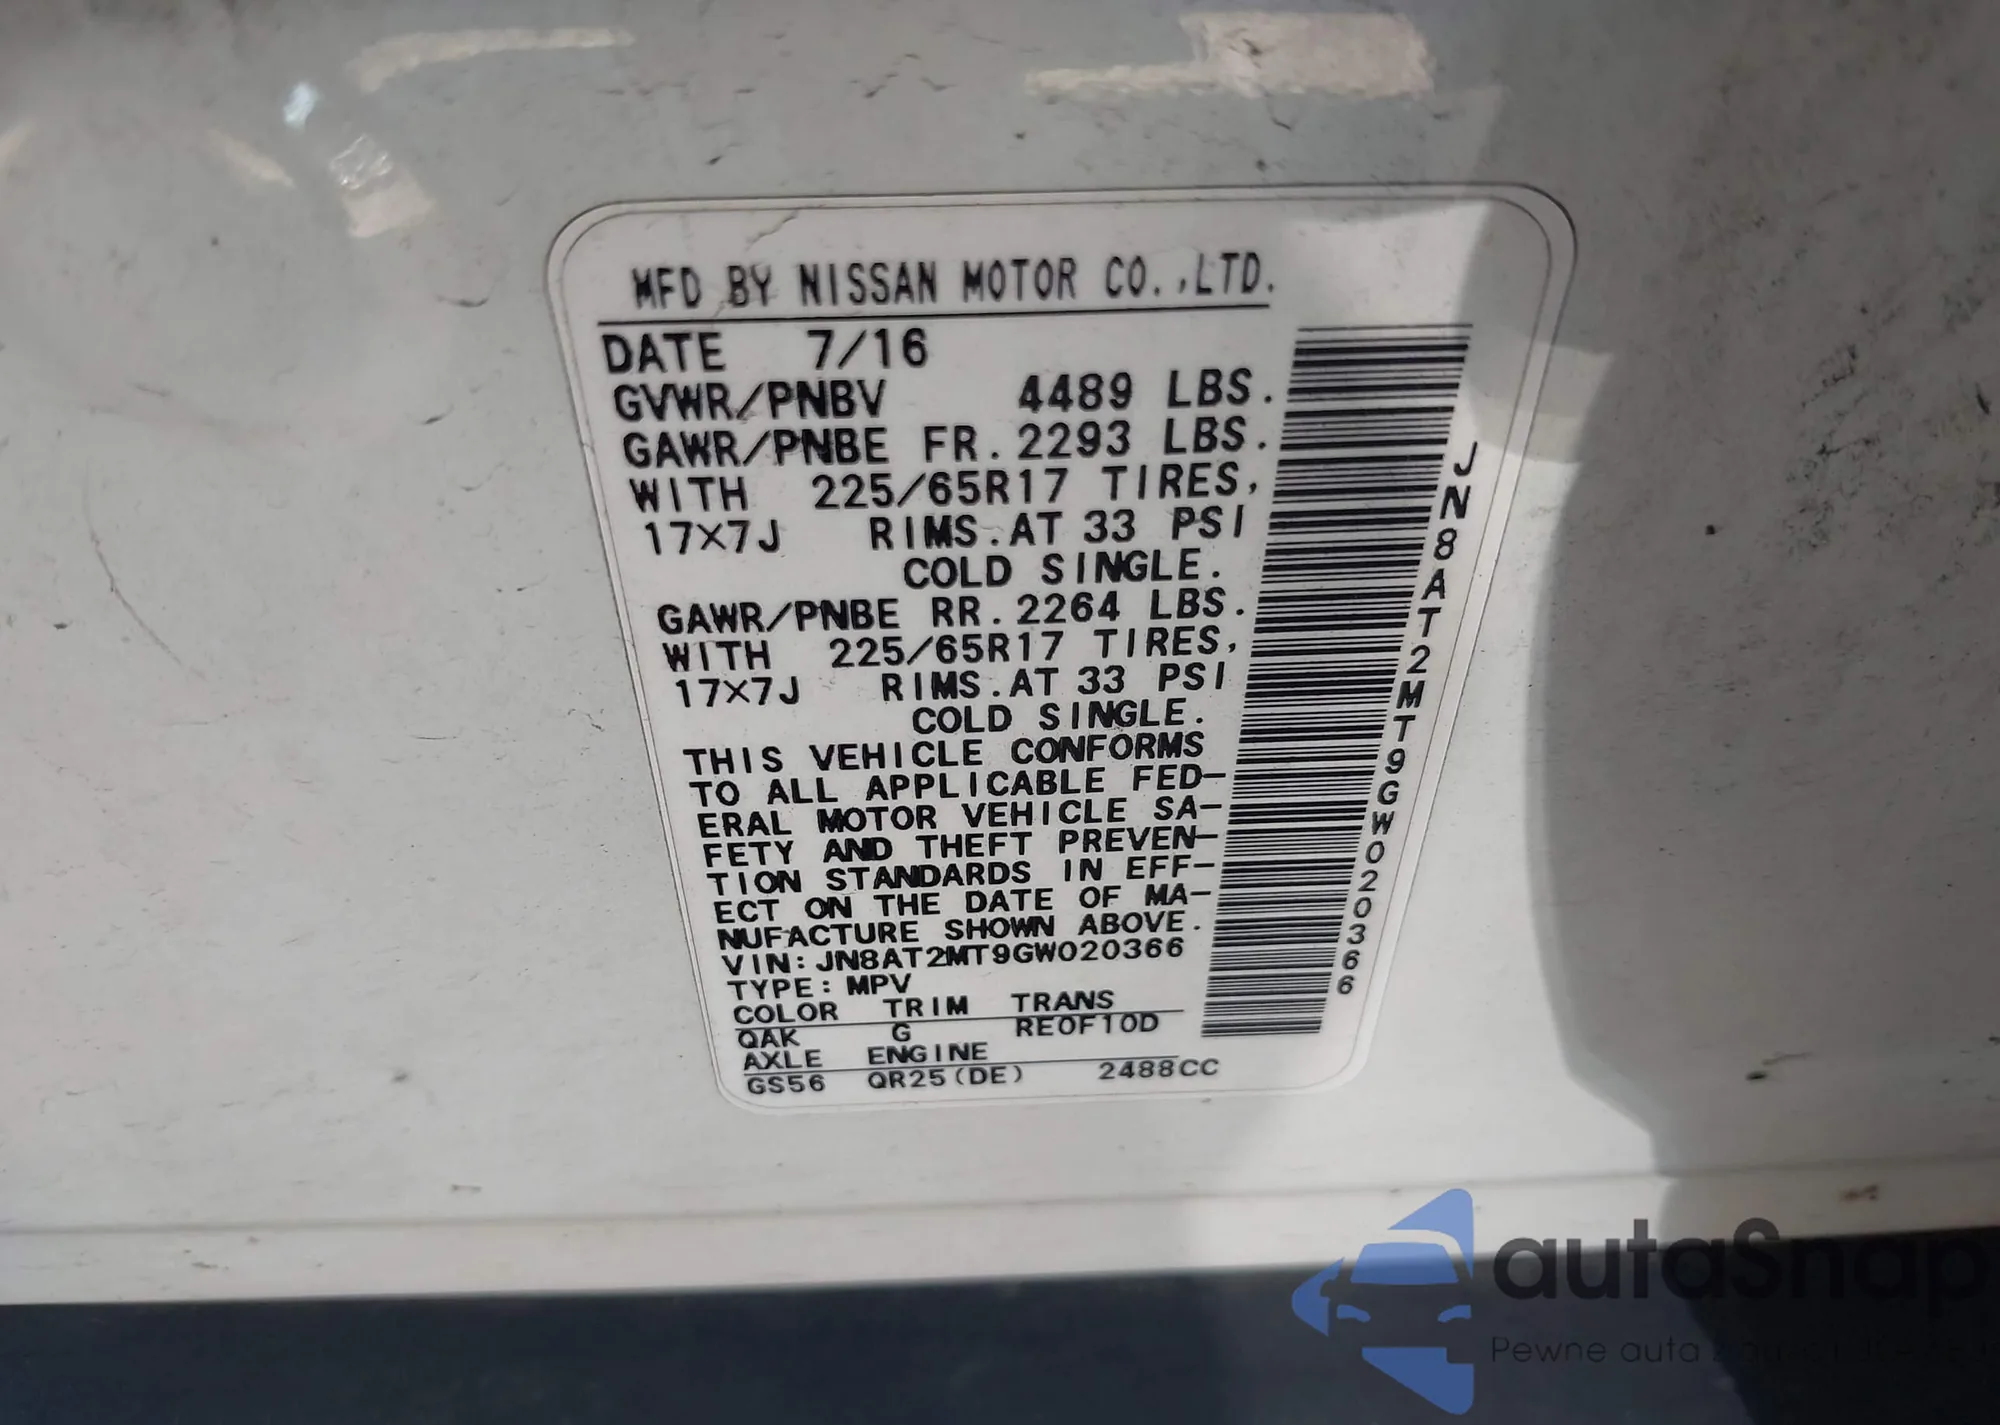 MFD BY NISSAN MOTOR CO.,LTD.
DATE 7/16
GVWR/PNBV 4489 LBS.
GAWR/PNBE FR.2293 LBS.
WITH 225/65R17 TIRES,
17X7J RIMS.AT 33 PSI
COLD SINGLE.
GAWR/PNBE RR.2264 LBS.
WITH 225/65R17 TIRES,
17X7J RIMS.AT 33 PSI
COLD SINGLE.
THIS VEHICLE CONFORMS
TO ALL APPLICABLE FED-
ERAL MOTOR VEHICLE SA-
FETY AND THEFT PREVEN-
TION STANDARDS IN EFF-
ECT ON THE DATE OF MA-
NUFACTURE SHOWN ABOVE.
VIN:JN8AT2MT9GW020366
TYPE:MPV
COLOR TRIM TRANS
QAK G RE0F10D
AXLE ENGINE
GS56 QR25(DE) 2488CC
JN8AT2MT9GW020366
autaSnap
Pewne auta